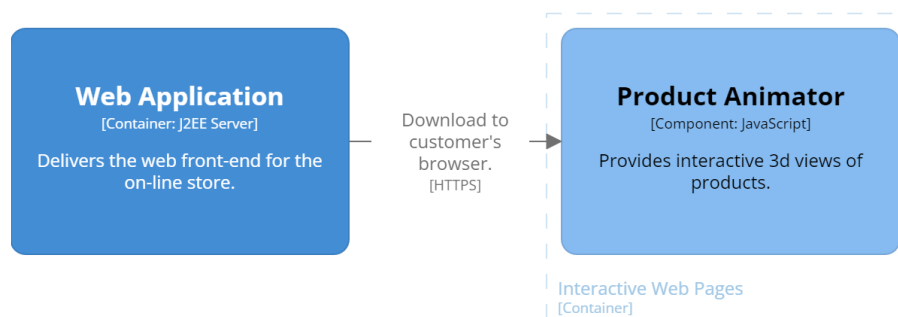 Web Application
[Container: J2EE Server]
Delivers the web front-end for the
on-line store.
Download to
customer's
browser.
[HTTPS]
Product Animator
[Component: JavaScript]
Provides interactive 3d views of
products.
Interactive Web Pages
[Container]